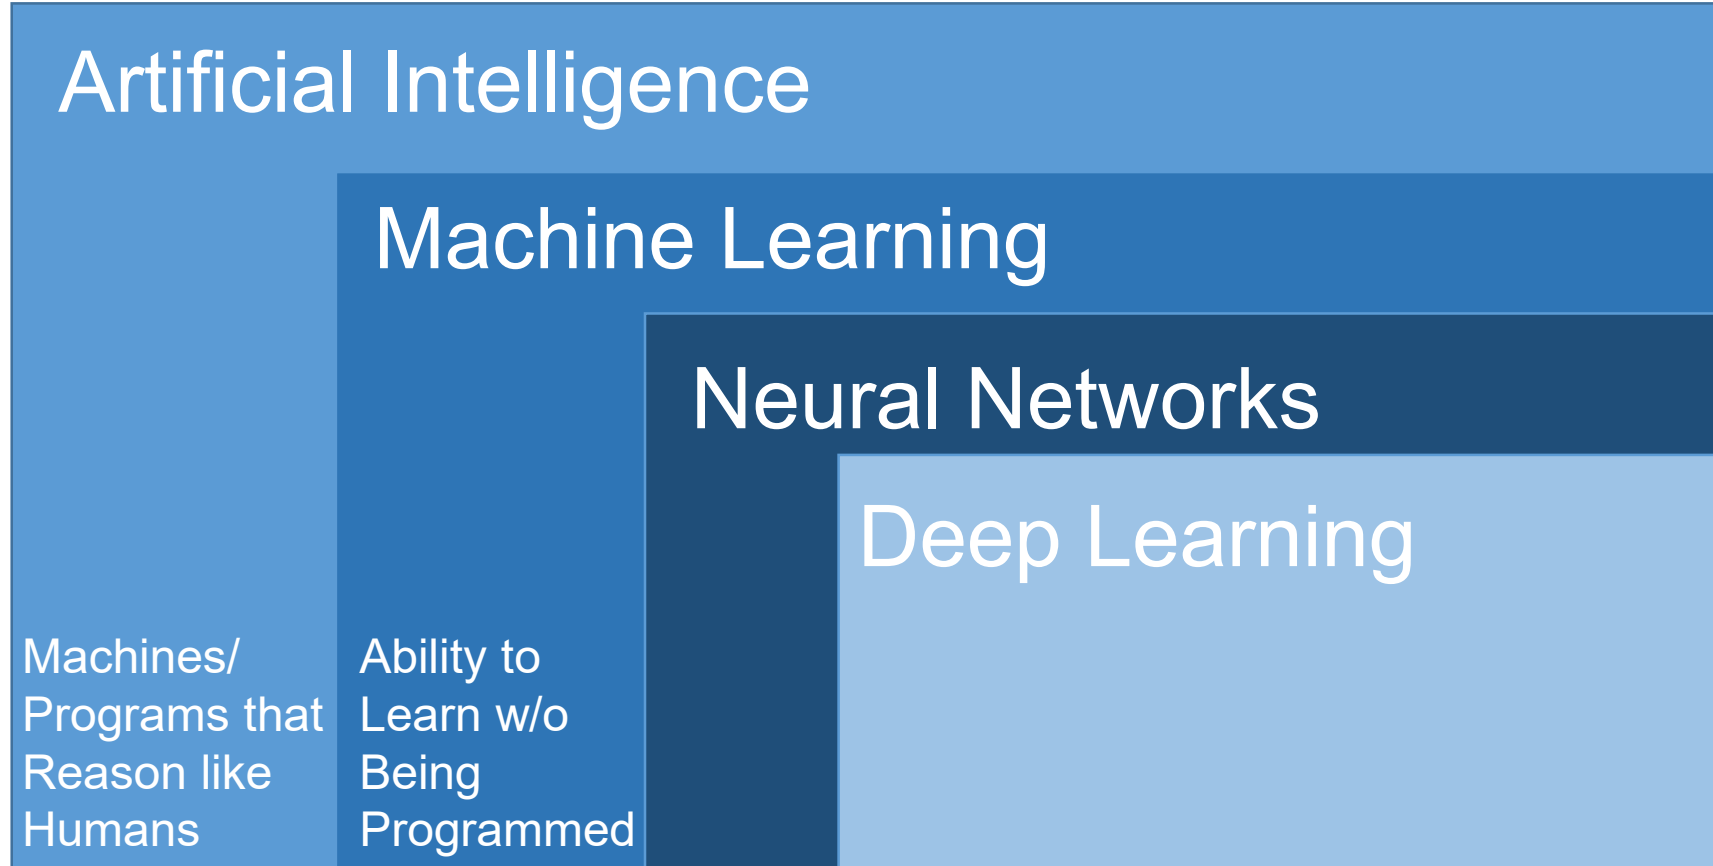 Artificial Intelligence
Machine Learning
Neural Networks
Deep Learning
Machines/
Programs that
Reason like
Humans
Ability to
Learn w/o
Being
Programmed